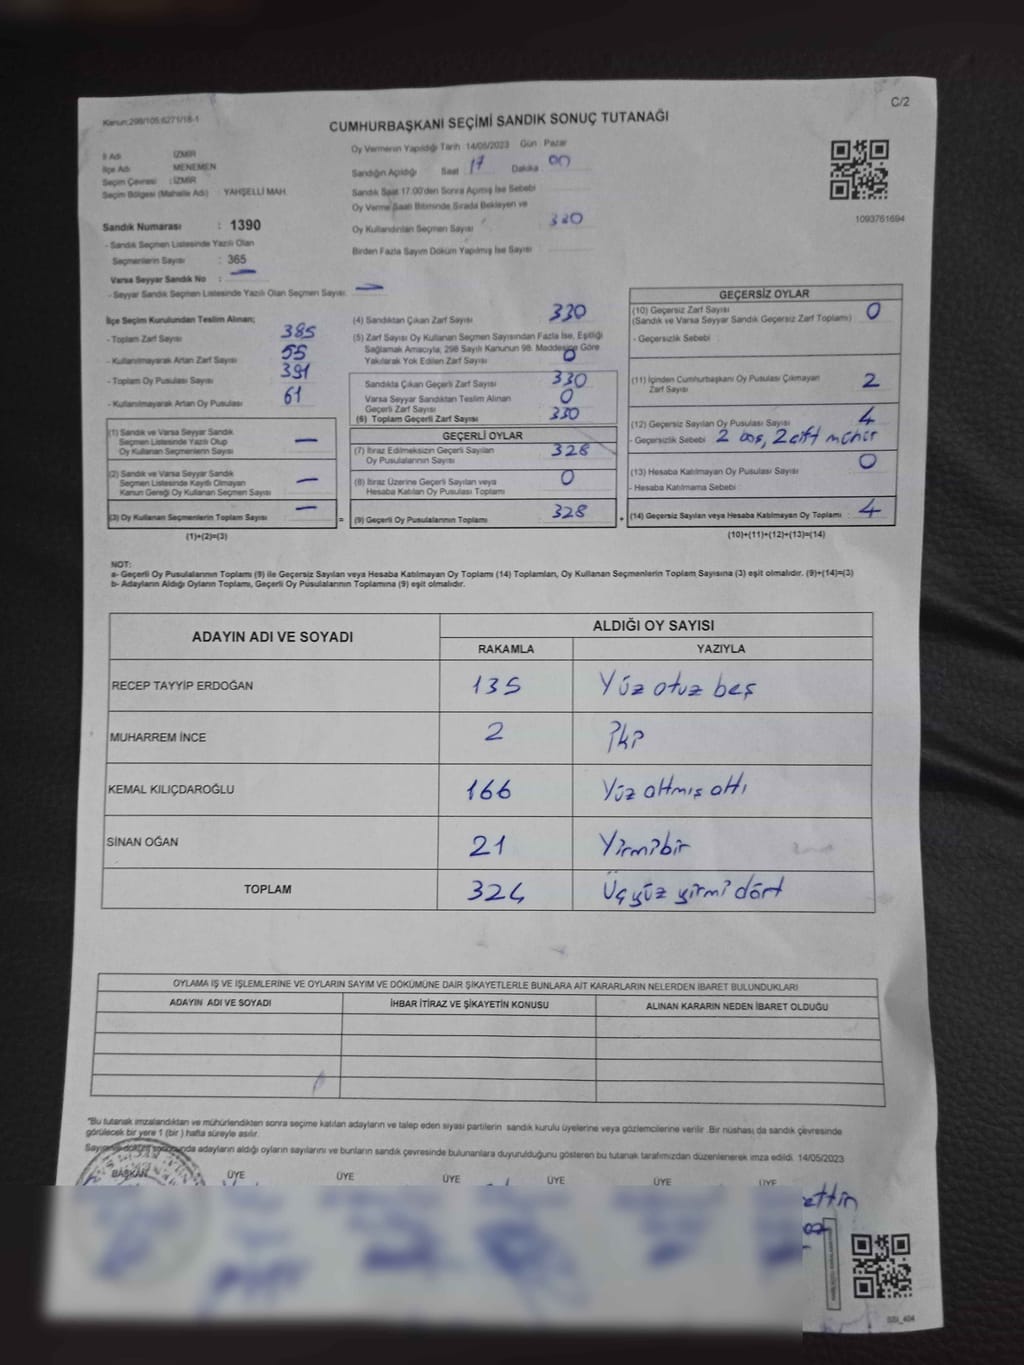 Kanun:298/105.6271/18-1
C/2
CUMHURBAŞKANI SEÇİMİ SANDIK SONUÇ TUTANAĞI
İl Adı : İZMİR
İlçe Adı : MENEMEN
Seçim Çevresi : İZMİR
Seçim Bölgesi (Mahalle Adı) : YAHŞELLİ MAH.
Oy Vermenin Yapıldığı Tarih :14/05/2023 Gün : Pazar
Sandığın Açıldığı Saat 17 Dakika 00
Sandık Saat 17:00'den Sonra Açmış İse Sebebi
Oy Verme Saati Bitiminde Sırada Bekleyen ve
Oy Kullandırılan Seçmen Sayısı 330
Birden Fazla Sayım Döküm Yapılmış İse Sayısı
1093761694
Sandık Numarası : 1390
- Sandık Seçmen Listesinde Yazılı Olan
Seçmenlerin Sayısı : 365
Varsa Seyyar Sandık No : —
- Seyyar Sandık Seçmen Listesinde Yazılı Olan Seçmen Sayısı: —
İlçe Seçim Kurulundan Teslim Alınan;
- Toplam Zarf Sayısı 385
- Kullanılmayarak Artan Zarf Sayısı 55
- Toplam Oy Pusulası Sayısı 391
- Kullanılmayarak Artan Oy Pusulası 61
(1) Sandık ve Varsa Seyyar Sandık
Seçmen Listesinde Yazılı Olup
Oy Kullanan Seçmenlerin Sayısı —
(2) Sandık ve Varsa Seyyar Sandık
Seçmen Listesinde Kayıtlı Olmayan
Kanun Gereği Oy Kullanan Seçmen Sayısı —
(3) Oy Kullanan Seçmenlerin Toplam Sayısı —
(1)+(2)=(3)
(4) Sandıktan Çıkan Zarf Sayısı 330
(5) Zarf Sayısı Oy Kullanan Seçmen Sayısından Fazla İse, Eşitliği
Sağlamak Amacıyla, 298 Sayılı Kanunun 98. Maddesine Göre
Yakılarak Yok Edilen Zarf Sayısı 0
Sandıkta Çıkan Geçerli Zarf Sayısı 330
Varsa Seyyar Sandıktan Teslim Alınan
Geçerli Zarf Sayısı 0
(6) Toplam Geçerli Zarf Sayısı 330
GEÇERLİ OYLAR
(7) İtiraz Edilmeksizin Geçerli Sayılan
Oy Pusulalarının Sayısı 328
(8) İtiraz Üzerine Geçerli Sayılan veya
Hesaba Katılan Oy Pusulası Toplamı 0
= (9) Geçerli Oy Pusulalarının Toplamı 328
GEÇERSİZ OYLAR
(10) Geçersiz Zarf Sayısı
(Sandık ve Varsa Seyyar Sandık Geçersiz Zarf Toplamı) 0
- Geçersizlik Sebebi :
(11) İçinden Cumhurbaşkanı Oy Pusulası Çıkmayan
Zarf Sayısı 2
(12) Geçersiz Sayılan Oy Pusulası Sayısı 4
- Geçersizlik Sebebi 2 boş, 2 çift mühür
(13) Hesaba Katılmayan Oy Pusulası Sayısı 0
- Hesaba Katılmama Sebebi :
+ (14) Geçersiz Sayılan veya Hesaba Katılmayan Oy Toplamı 4
(10)+(11)+(12)+(13)=(14)
NOT:
a- Geçerli Oy Pusulalarının Toplamı (9) ile Geçersiz Sayılan veya Hesaba Katılmayan Oy Toplamı (14) Toplamları, Oy Kullanan Seçmenlerin Toplam Sayısına (3) eşit olmalıdır. (9)+(14)=(3)
b- Adayların Aldığı Oyların Toplamı, Geçerli Oy Pusulalarının Toplamına (9) eşit olmalıdır.
ADAYIN ADI VE SOYADI
ALDIĞI OY SAYISI
RAKAMLA YAZIYLA
RECEP TAYYİP ERDOĞAN 135 Yüz otuz beş
MUHARREM İNCE 2 İki
KEMAL KILIÇDAROĞLU 166 Yüz altmış altı
SİNAN OĞAN 21 Yirmibir
TOPLAM 324 Üçyüz yirmi dört
OYLAMA İŞ VE İŞLEMLERİNE VE OYLARIN SAYIM VE DÖKÜMÜNE DAİR ŞİKAYETLERLE BUNLARA AİT KARARLARIN NELERDEN İBARET BULUNDUKLARI
ADAYIN ADI VE SOYADI İHBAR İTİRAZ VE ŞİKAYETİN KONUSU ALINAN KARARIN NEDEN İBARET OLDUĞU
"Bu tutanak imzalandıktan ve mühürlendikten sonra seçime katılan adayların ve talep eden siyasi partilerin sandık kurulu üyelerine veya gözlemcilerine verilir .Bir nüshası da sandık çevresinde
görülecek bir yere 1 (bir ) hafta süreyle asılır.
Sayım ve döküm sonucunda adayların aldığı oyların sayılarını ve bunların sandık çevresinde bulunanlara duyurulduğunu gösteren bu tutanak tarafımızdan düzenlenerek imza edildi. 14/05/2023
BAŞKAN ÜYE ÜYE ÜYE ÜYE ÜYE ÜYE